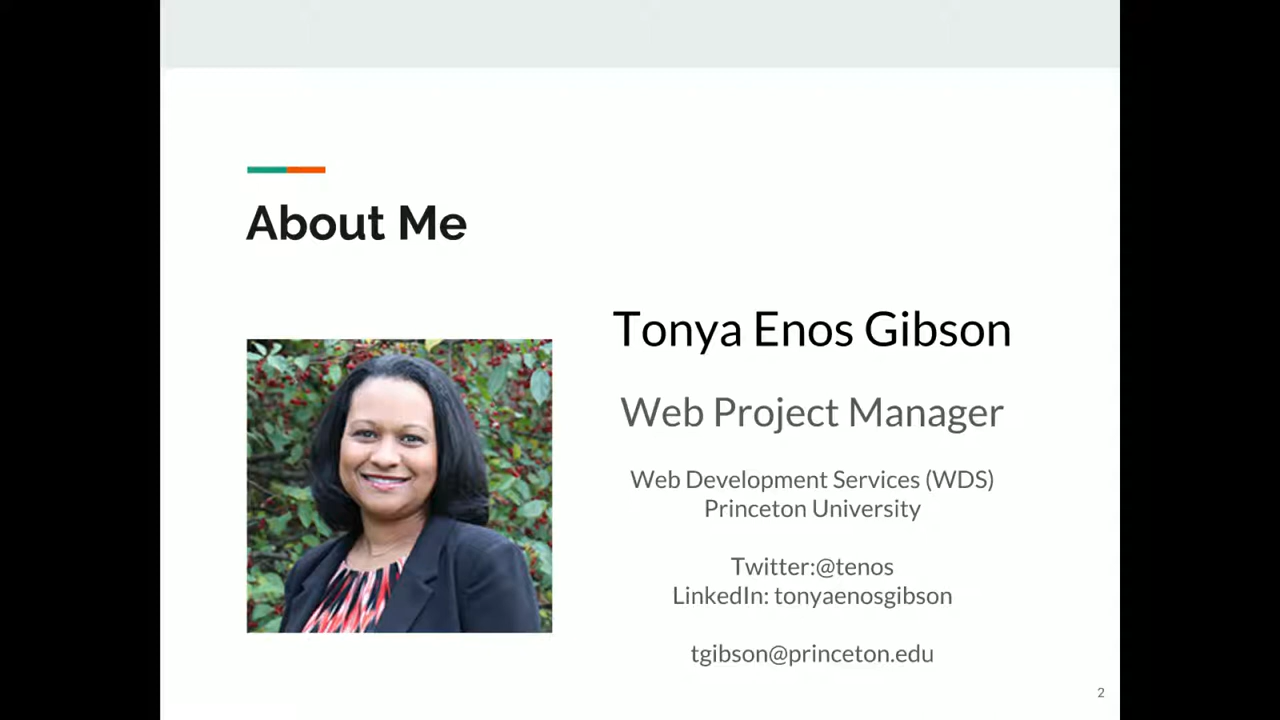 About Me
Tonya Enos Gibson
Web Project Manager
Web Development Services (WDS)
Princeton University
Twitter:@tenos
LinkedIn: tonyaenosgibson
tgibson@princeton.edu
2